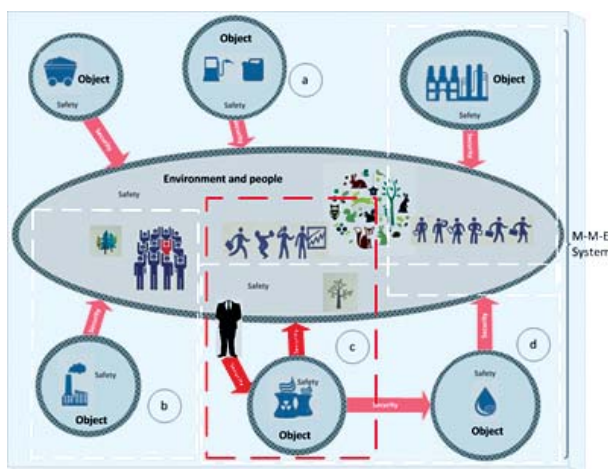 Object
Safety
Security
Object
Safety
a
Object
Safety
Security
Environment and people
Safety
M-M-E
System
Safety
Security
Safety
Object
b
Security
Safety
Object
c
Security
Security
d
Safety
Object